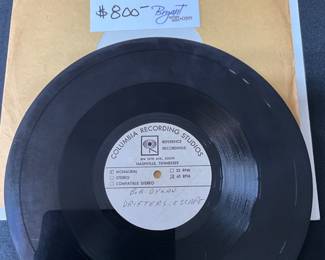 $800-
Bryant
COLUMBIA RECORDING STUDIOS
REFERENCE
RECORDINGS
NASHVILLE, TENNESSEE
MONAURAL
STEREO
COMPATIBLE STEREO
33 RPM
45 RPM
BOB DYLAN
DRIFTERS ESCAPE